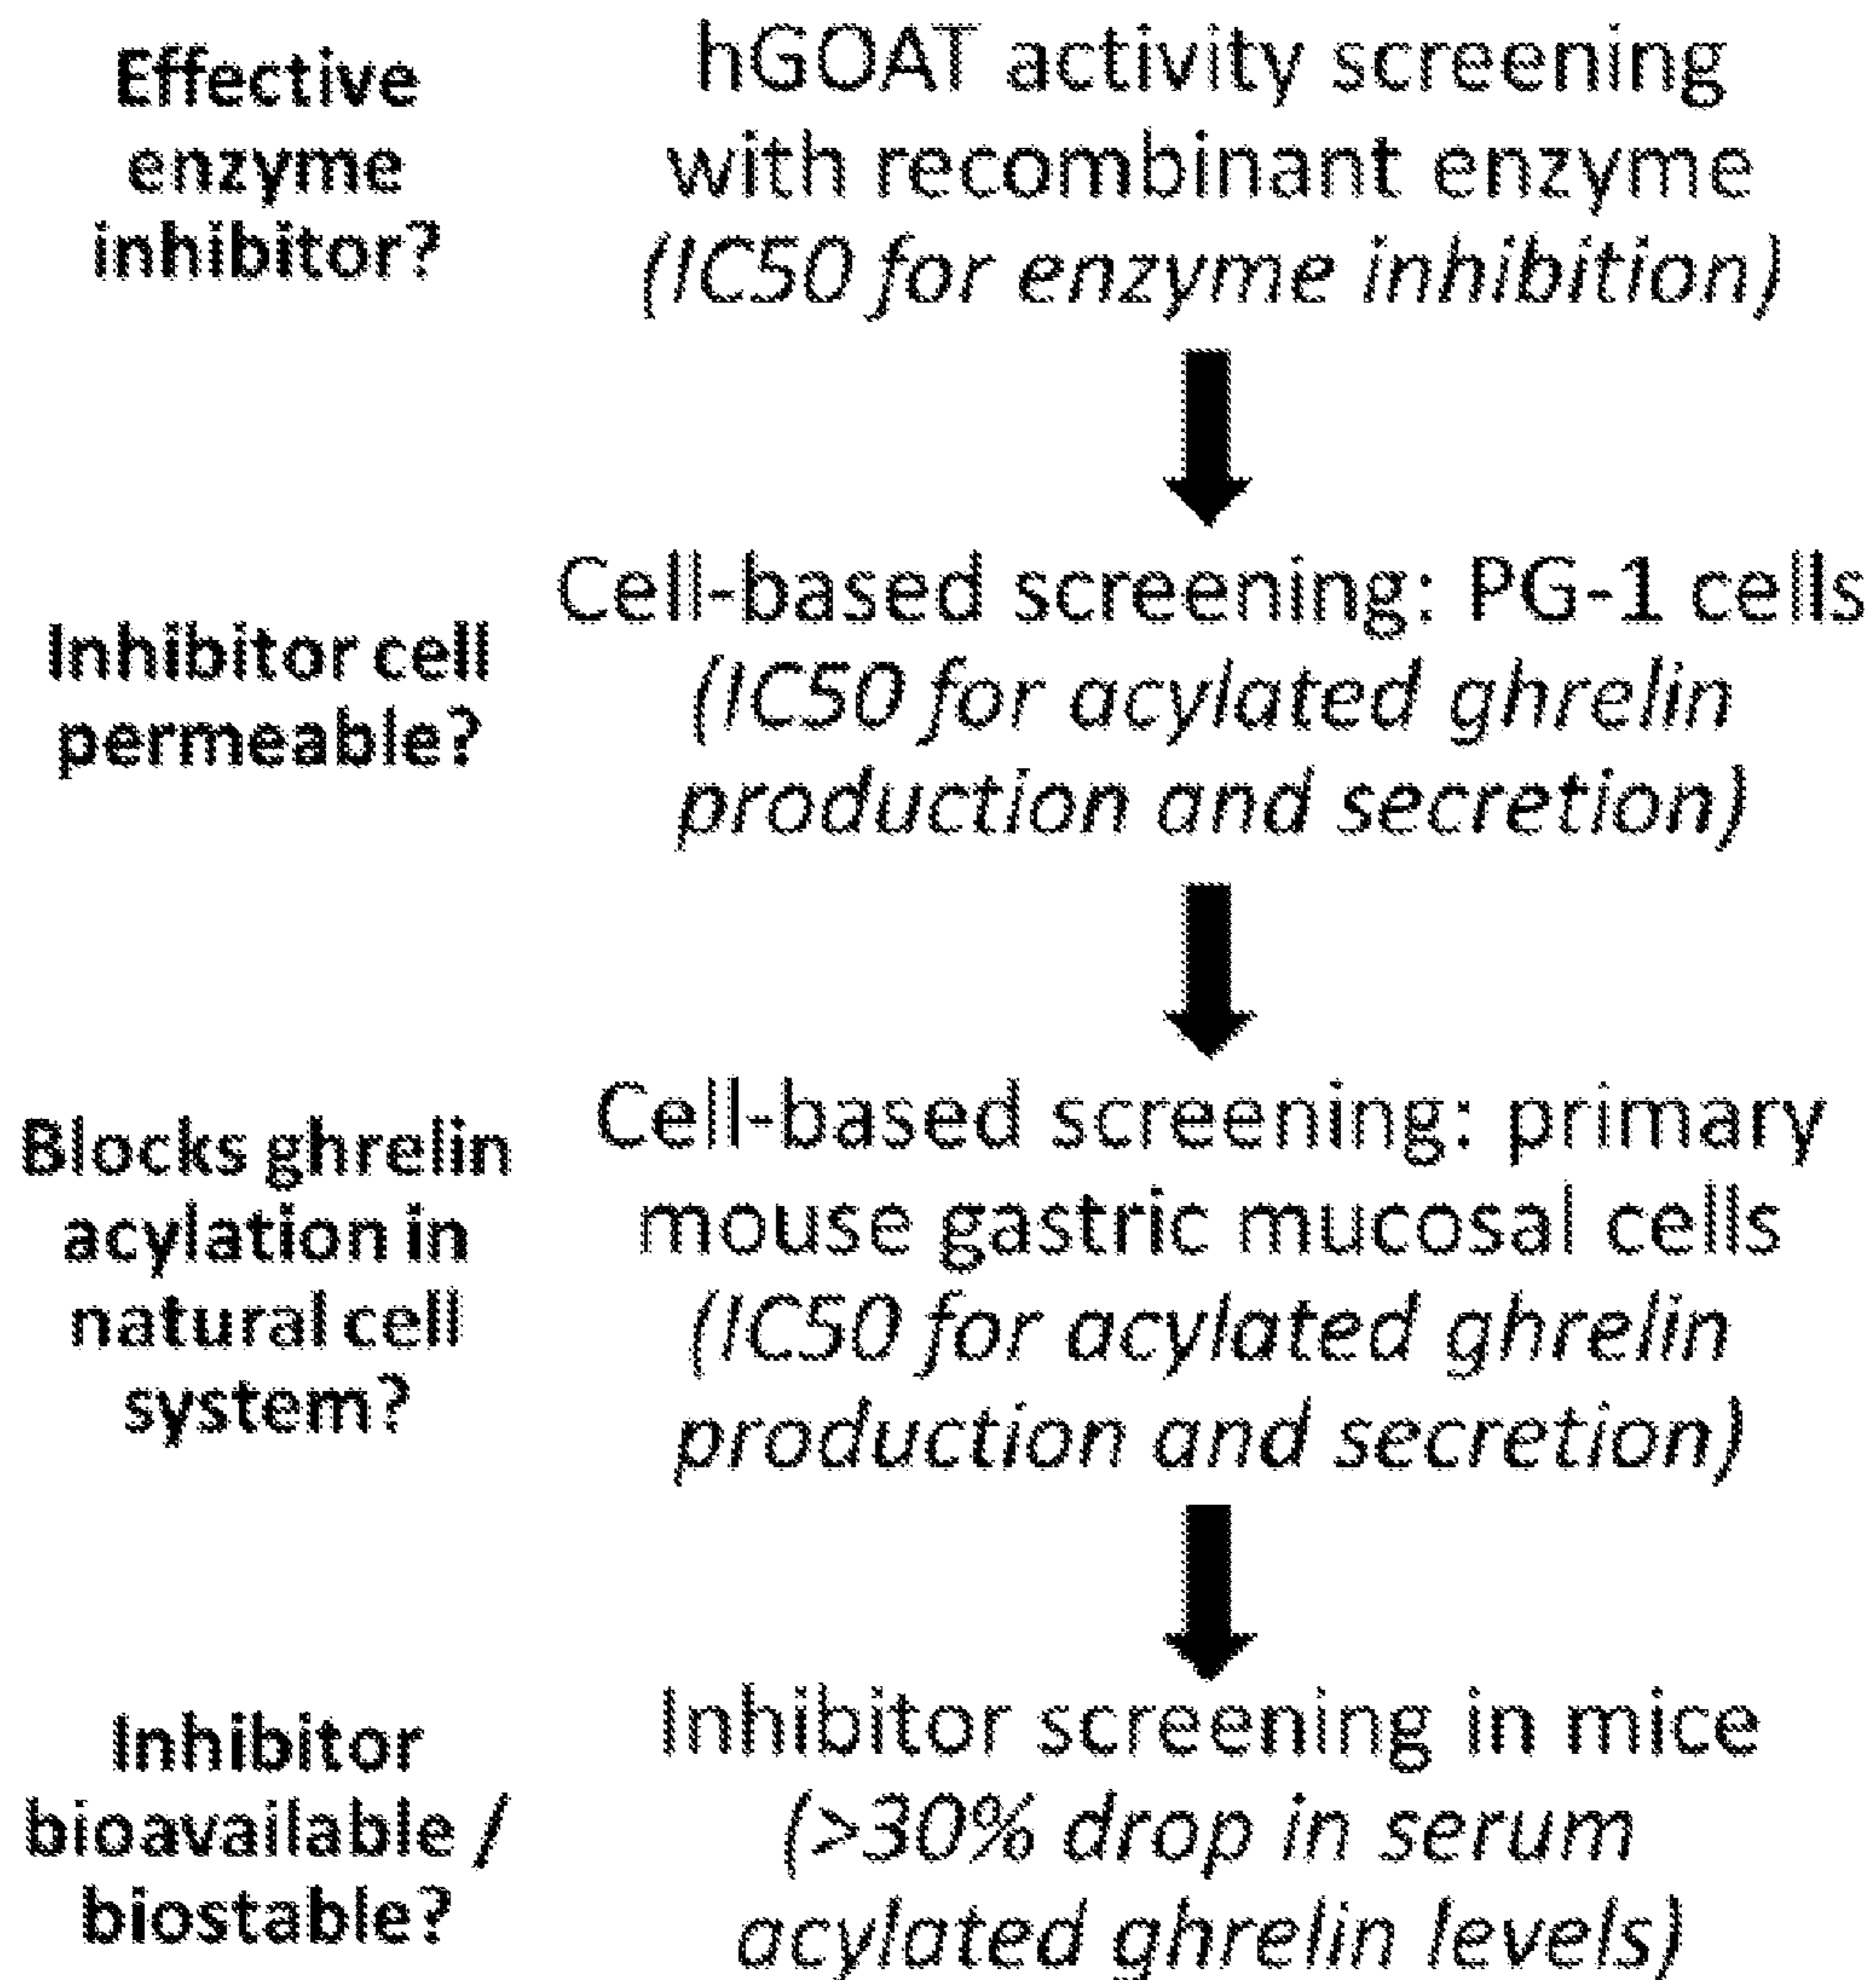 Effective
enzyme
inhibitor?
hGOAT activity screening
with recombinant enzyme
(IC50 for enzyme inhibition)
Inhibitor cell
permeable?
Cell-based screening: PG-1 cells
(IC50 for acylated ghrelin
production and secretion)
Blocks ghrelin
acylation in
natural cell
system?
Cell-based screening: primary
mouse gastric mucosal cells
(IC50 for acylated ghrelin
production and secretion)
Inhibitor
bioavailable /
biostable?
Inhibitor screening in mice
(>30% drop in serum
acylated ghrelin levels)